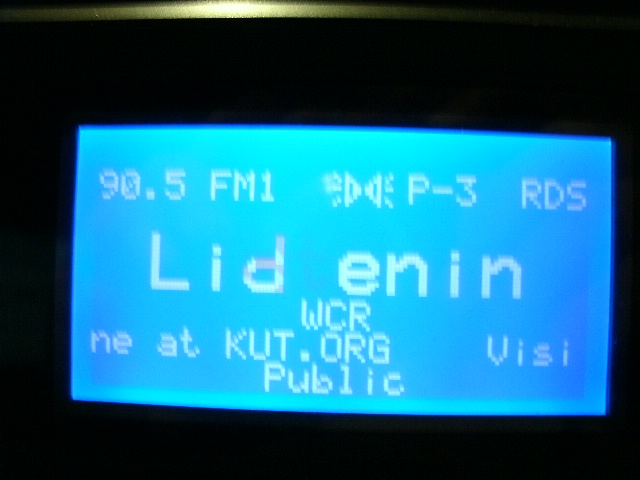 90.5 FM1 P-3 RDS
Lid enin
WCR
ne at KUT.ORG Visi
Public